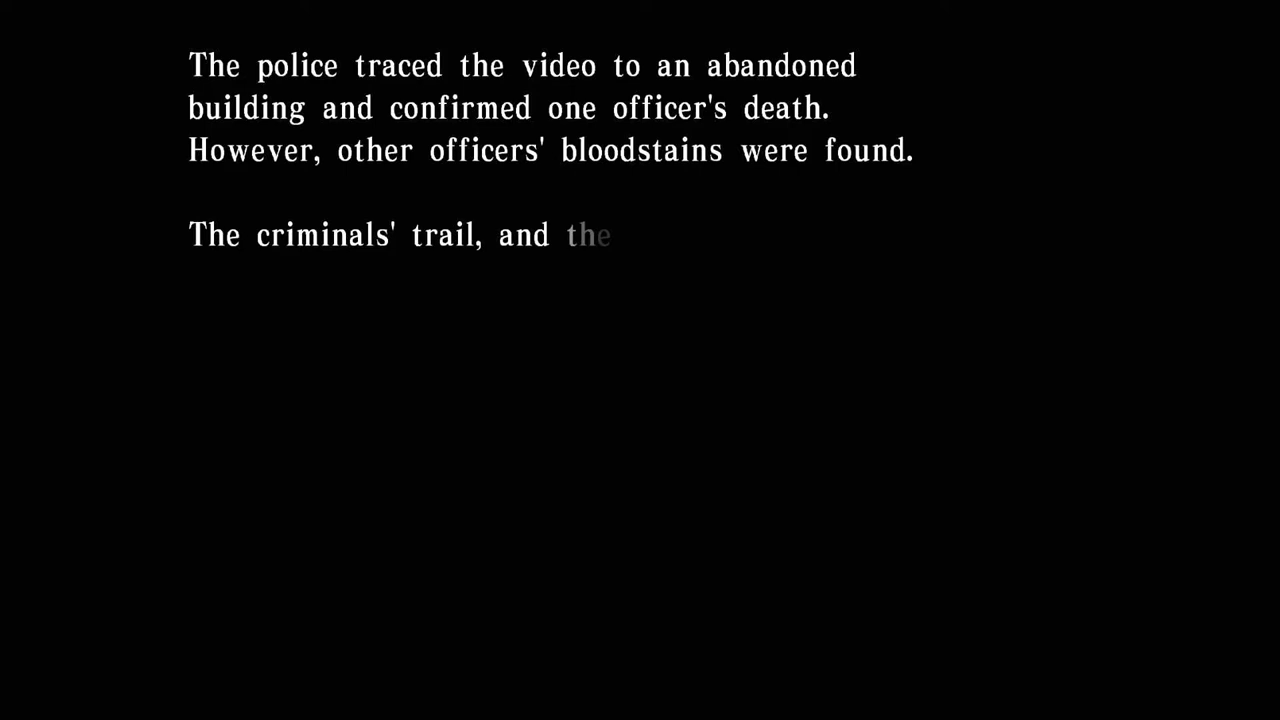 The police traced the video to an abandoned
building and confirmed one officer's death.
However, other officers' bloodstains were found.
The criminals' trail, and the